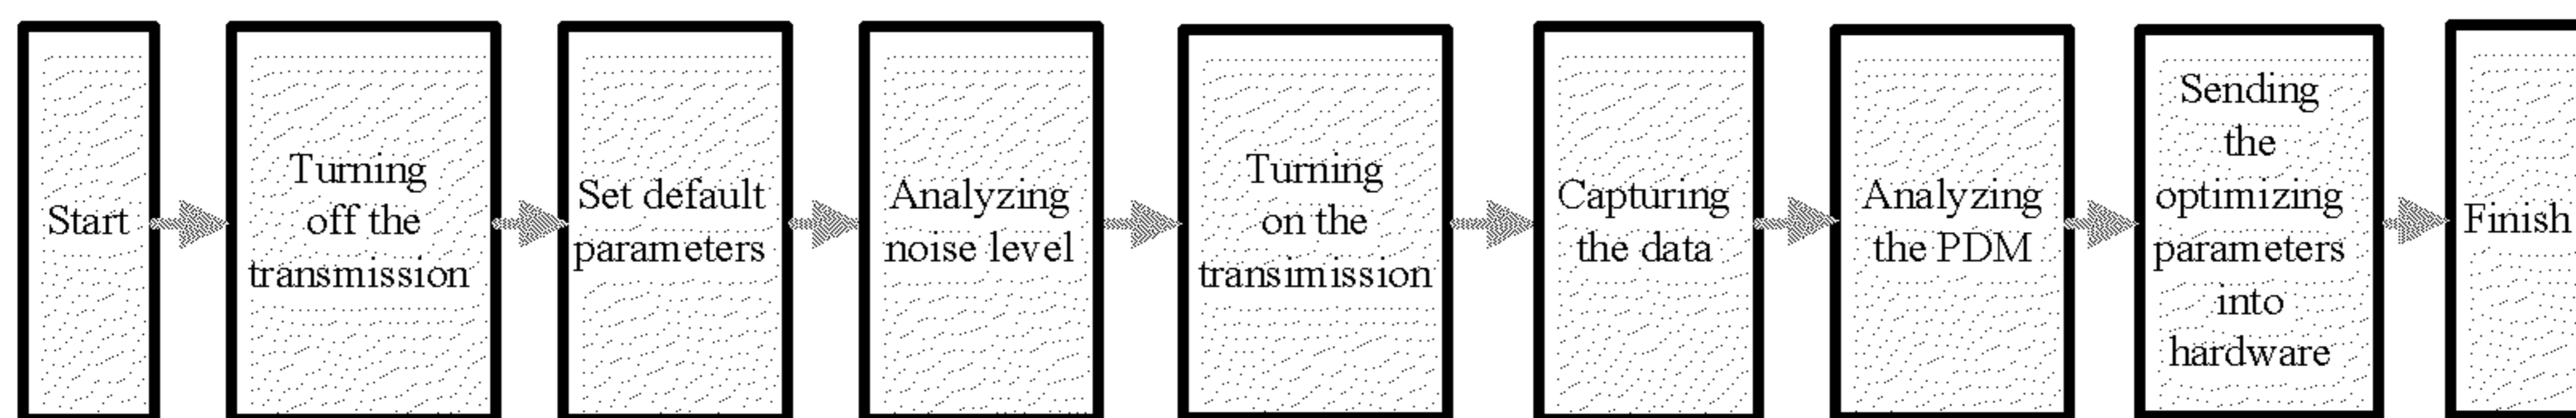 Start
Turning
off the
transmission
Set default
parameters
Analyzing
noise level
Turning
on the
transimission
Capturing
the data
Analyzing
the PDM
Sending
the
optimizing
parameters
into
hardware
Finish